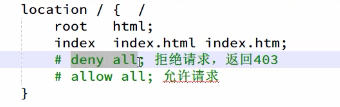 location / {  /
    root   html;
    index  index.html index.htm;
    # deny all; 拒绝请求，返回403
    # allow all; 允许请求
}